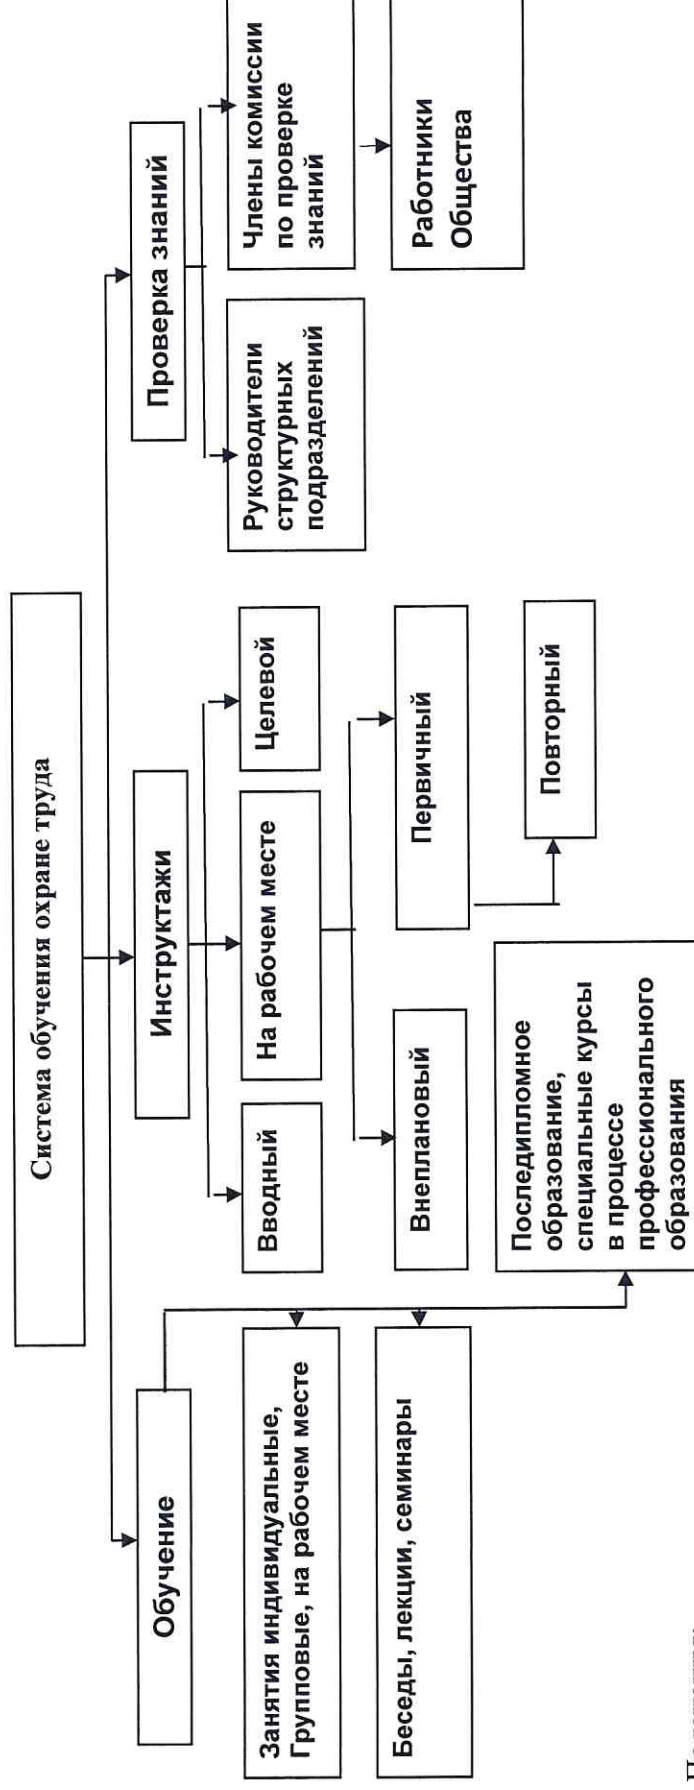 Система обучения охране труда
Обучение
Инструктажи
Проверка знаний
Занятия индивидуальные,
Групповые, на рабочем месте
Беседы, лекции, семинары
Последипломное
образование,
специальные курсы
в процессе
профессионального
образования
Вводный
На рабочем месте
Целевой
Внеплановый
Первичный
Повторный
Руководители
структурных
подразделений
Члены комиссии
по проверке
знаний
Работники
Общества